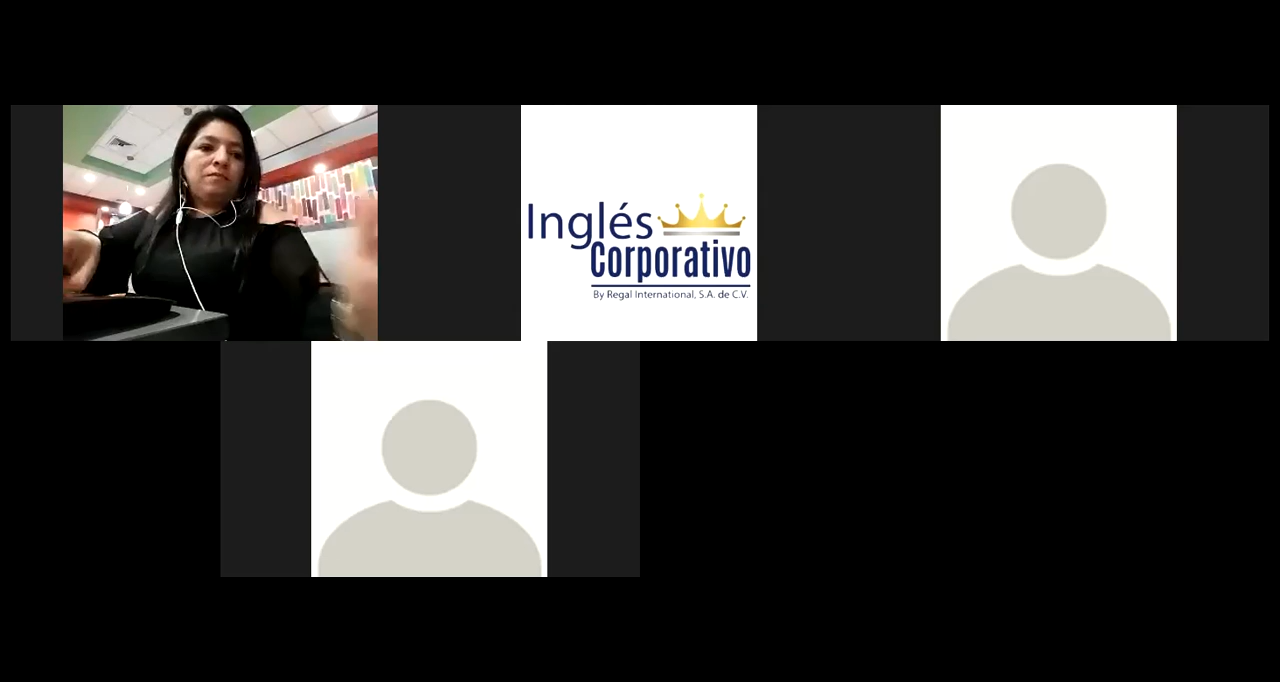 Inglés
Corporativo
By Regal International, S.A. de C.V.